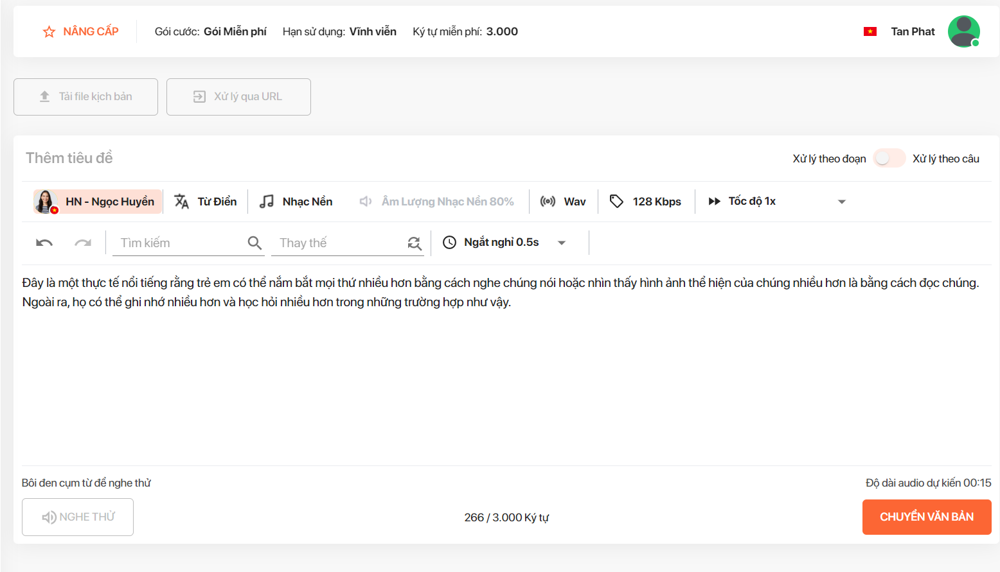 NÂNG CẤP Gói cước: Gói Miễn phí Hạn sử dụng: Vĩnh viễn Ký tự miễn phí: 3.000 Tan Phat
Tải file kịch bản Xử lý qua URL
Thêm tiêu đề Xử lý theo đoạn Xử lý theo câu
HN - Ngọc Huyền Từ Điển Nhạc Nền Âm Lượng Nhạc Nền 80% Wav 128 Kbps Tốc độ 1x
Tìm kiếm Thay thế Ngắt nghỉ 0.5s
Đây là một thực tế nổi tiếng rằng trẻ em có thể nắm bắt mọi thứ nhiều hơn bằng cách nghe chúng nói hoặc nhìn thấy hình ảnh thể hiện của chúng nhiều hơn là bằng cách đọc chúng.
Ngoài ra, họ có thể ghi nhớ nhiều hơn và học hỏi nhiều hơn trong những trường hợp như vậy.
Bôi đen cụm từ để nghe thử Độ dài audio dự kiến 00:15
NGHE THỬ 266 / 3.000 Ký tự CHUYỂN VĂN BẢN